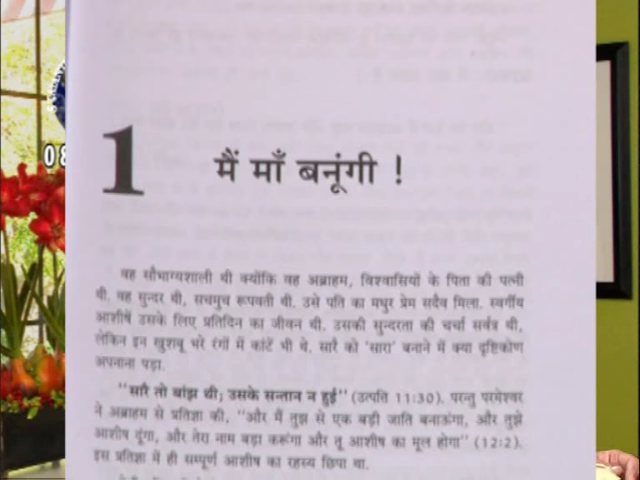 08
1
मैं माँ बनूंगी !
वह सौभाग्यशाली थी क्योंकि वह अब्राहम, विश्वासियों के पिता की पत्नी
थी. वह सुन्दर थी, सचमुच रूपवती थी. उसे पति का मधुर प्रेम सदैव मिला. स्वर्गीय
आशीषें उसके लिए प्रतिदिन का जीवन थी. उसकी सुन्दरता की चर्चा सर्वत्र थी,
लेकिन इन खुशबू भरे रंगों में कांटें भी थे, सारै को 'सारा' बनाने में क्या दृष्टिकोण
अपनाना पड़ा.
"सारै तो बांझ थी; उसके सन्तान न हुई" (उत्पति 11:30). परन्तु परमेश्वर
ने अब्राहम से प्रतिज्ञा की, "और मैं तुझ से एक बड़ी जाति बनाऊंगा, और तुझे
आशीष दूंगा, और तेरा नाम बड़ा करूंगा और तू आशीष का मूल होगा" (12:2).
इस प्रतिज्ञा में ही सम्पूर्ण आशीष का रहस्य छिपा था.